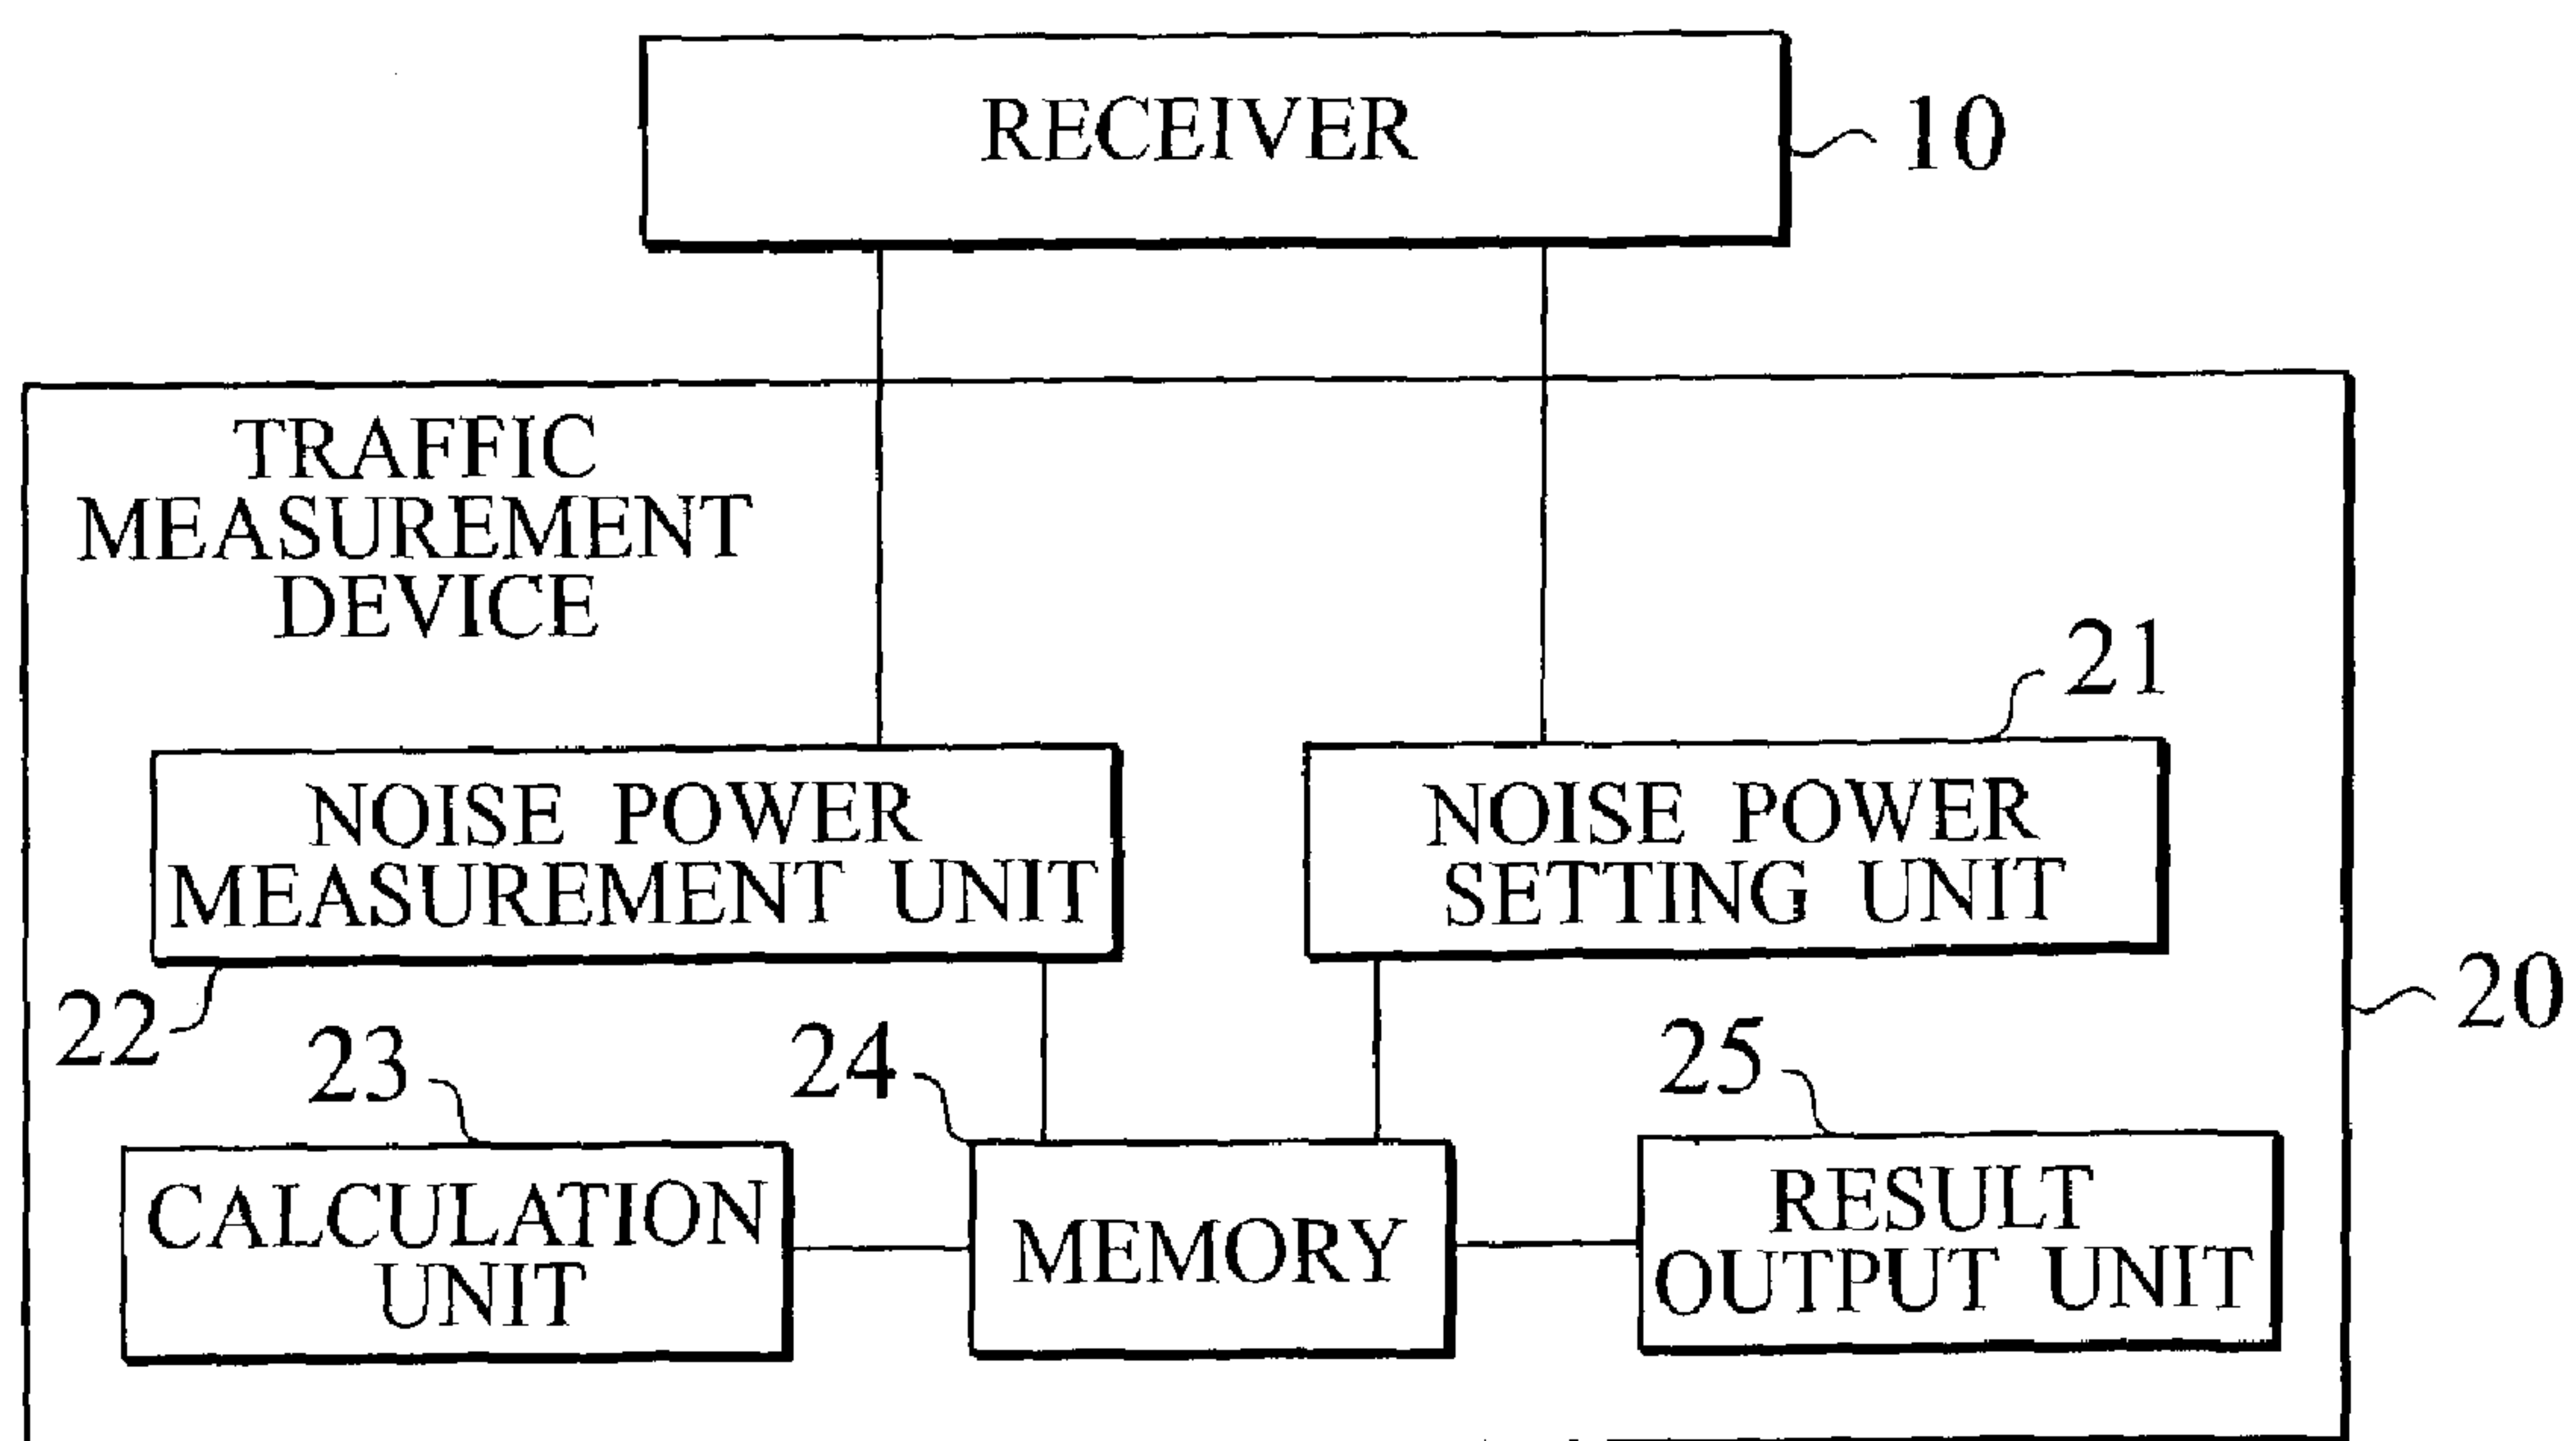 RECEIVER
10
TRAFFIC
MEASUREMENT
DEVICE
21
NOISE POWER
MEASUREMENT UNIT
NOISE POWER
SETTING UNIT
22
20
23
24
25
CALCULATION
UNIT
MEMORY
RESULT
OUTPUT UNIT